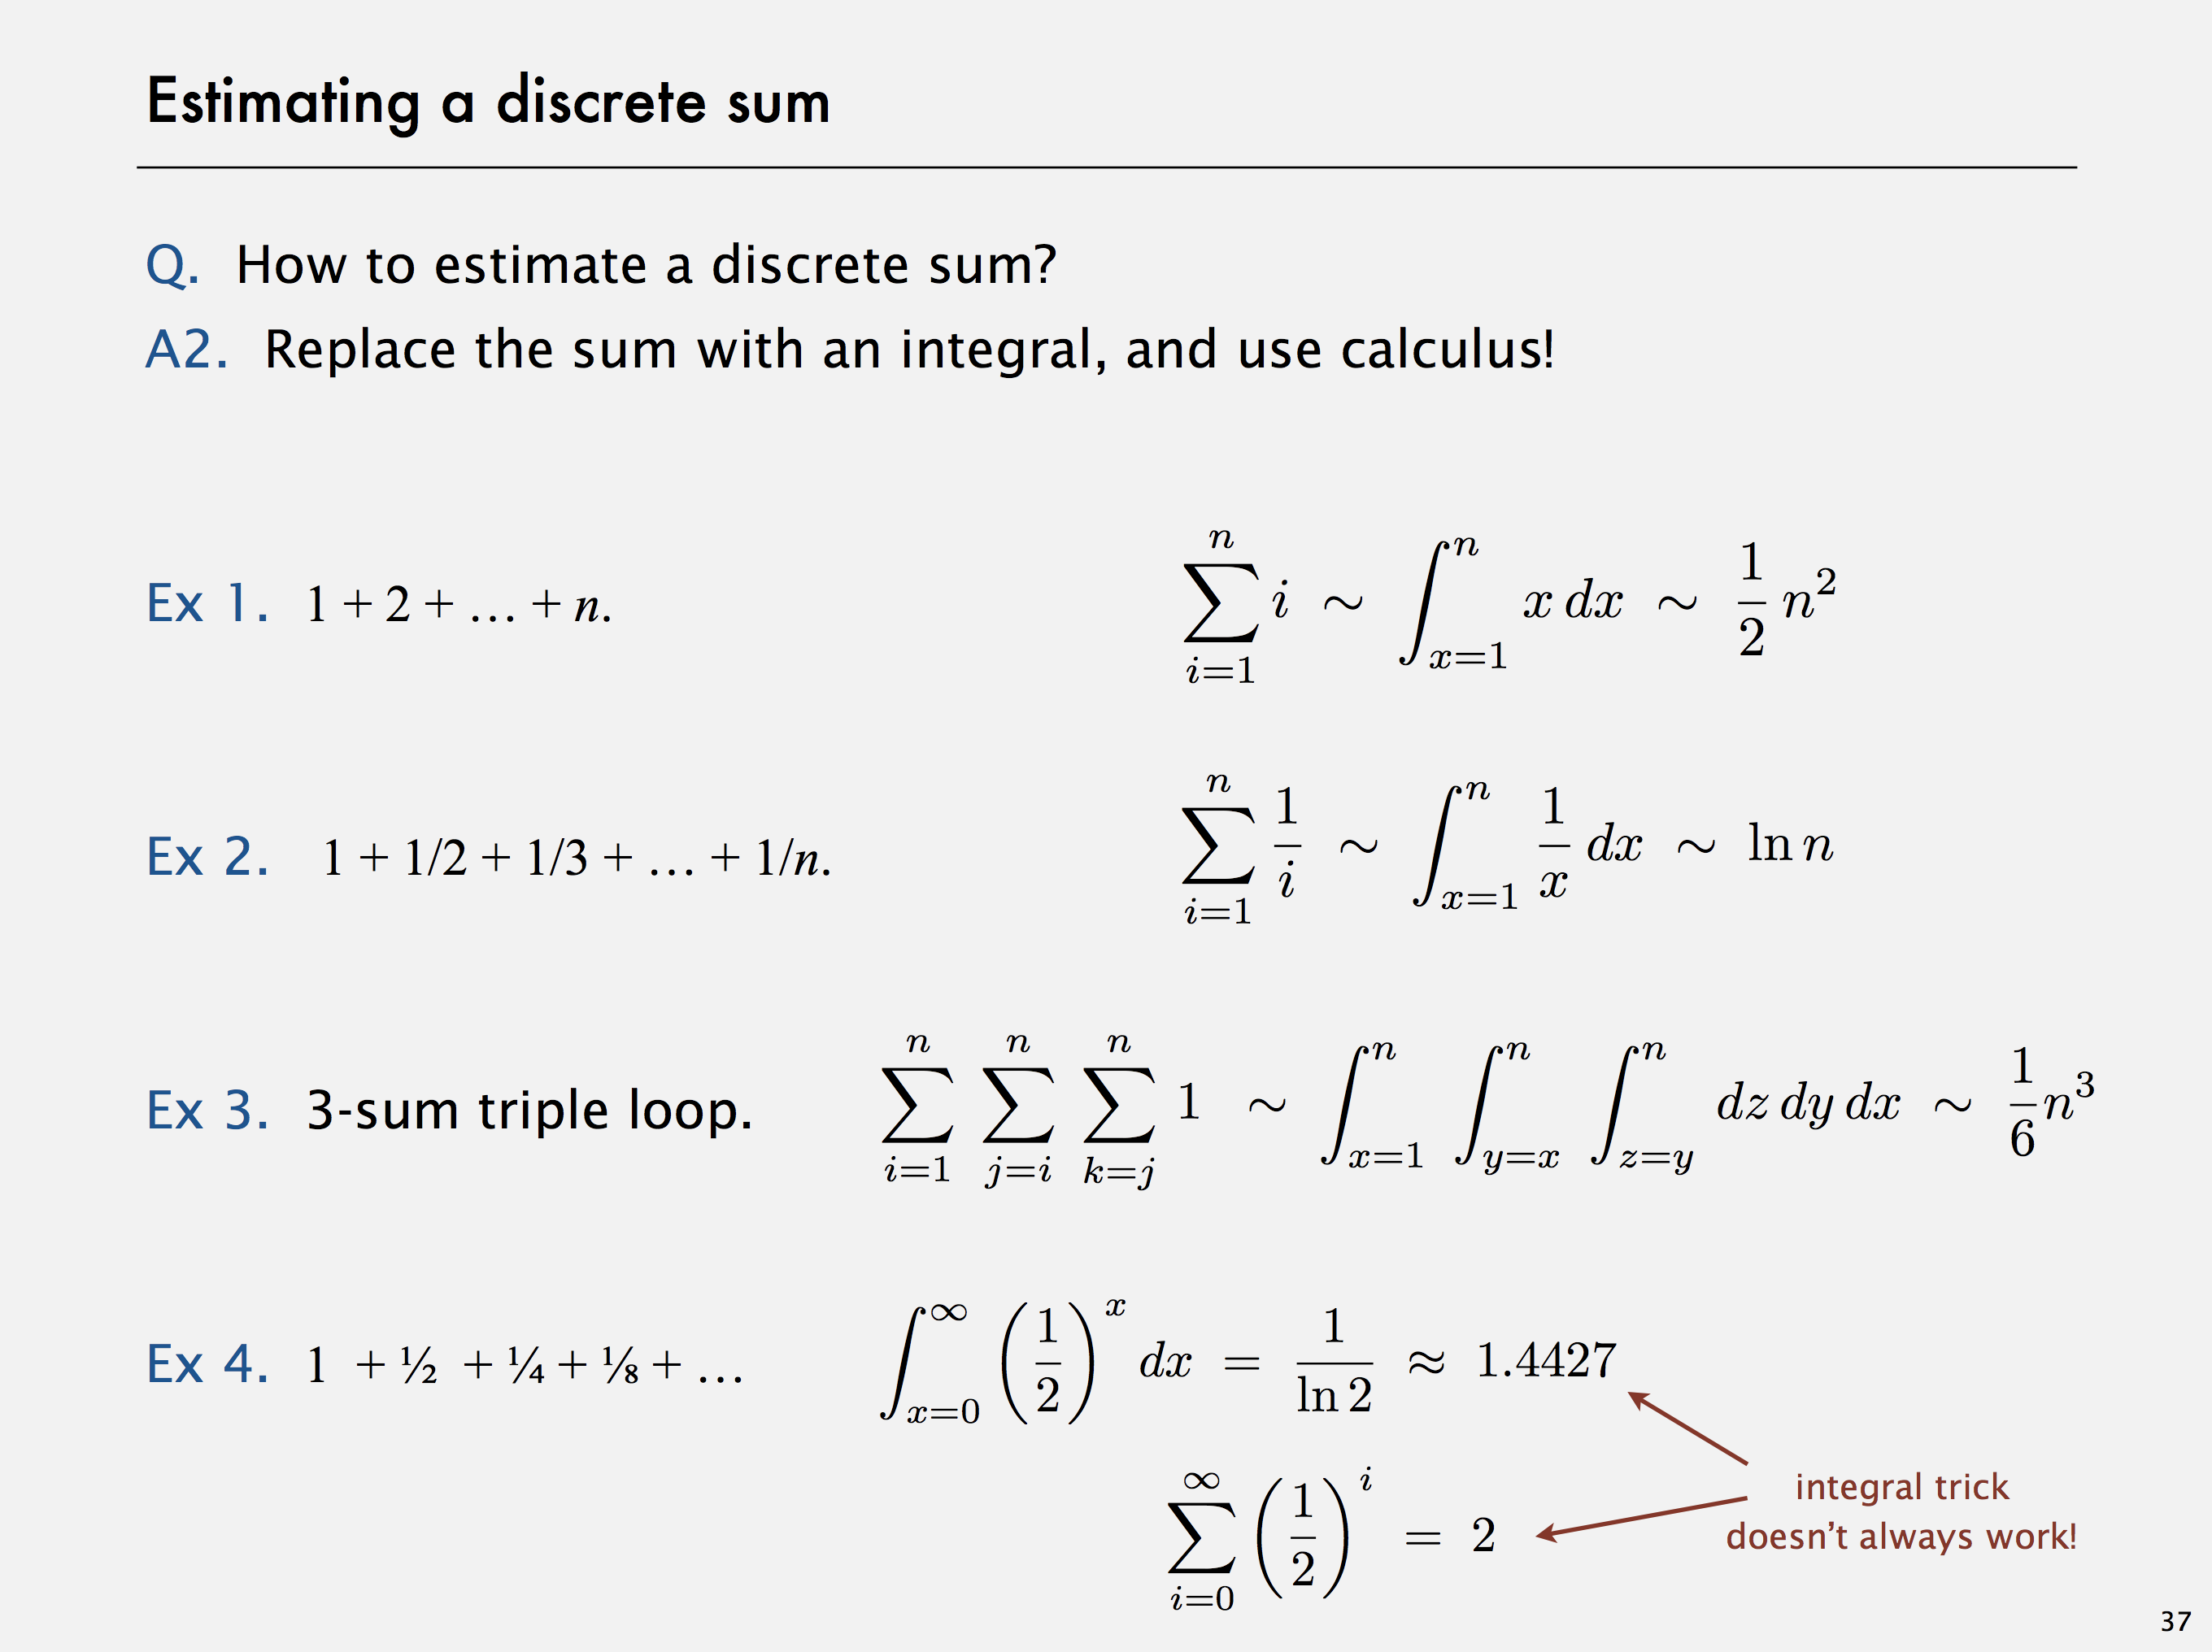 Estimating a discrete sum
Q. How to estimate a discrete sum?
A2. Replace the sum with an integral, and use calculus!
Ex 1. 1 + 2 + … + n. $\sum_{i=1}^{n} i \sim \int_{x=1}^{n} x\,dx \sim \frac{1}{2} n^2$
Ex 2. 1 + 1/2 + 1/3 + … + 1/n. $\sum_{i=1}^{n} \frac{1}{i} \sim \int_{x=1}^{n} \frac{1}{x}\,dx \sim \ln n$
Ex 3. 3-sum triple loop. $\sum_{i=1}^{n} \sum_{j=i}^{n} \sum_{k=j}^{n} 1 \sim \int_{x=1}^{n} \int_{y=x}^{n} \int_{z=y}^{n} dz\,dy\,dx \sim \frac{1}{6} n^3$
Ex 4. 1 + ½ + ¼ + ⅛ + … $\int_{x=0}^{\infty} \left(\frac{1}{2}\right)^x dx = \frac{1}{\ln 2} \approx 1.4427$
$\sum_{i=0}^{\infty} \left(\frac{1}{2}\right)^i = 2$
integral trick
doesn’t always work!
37